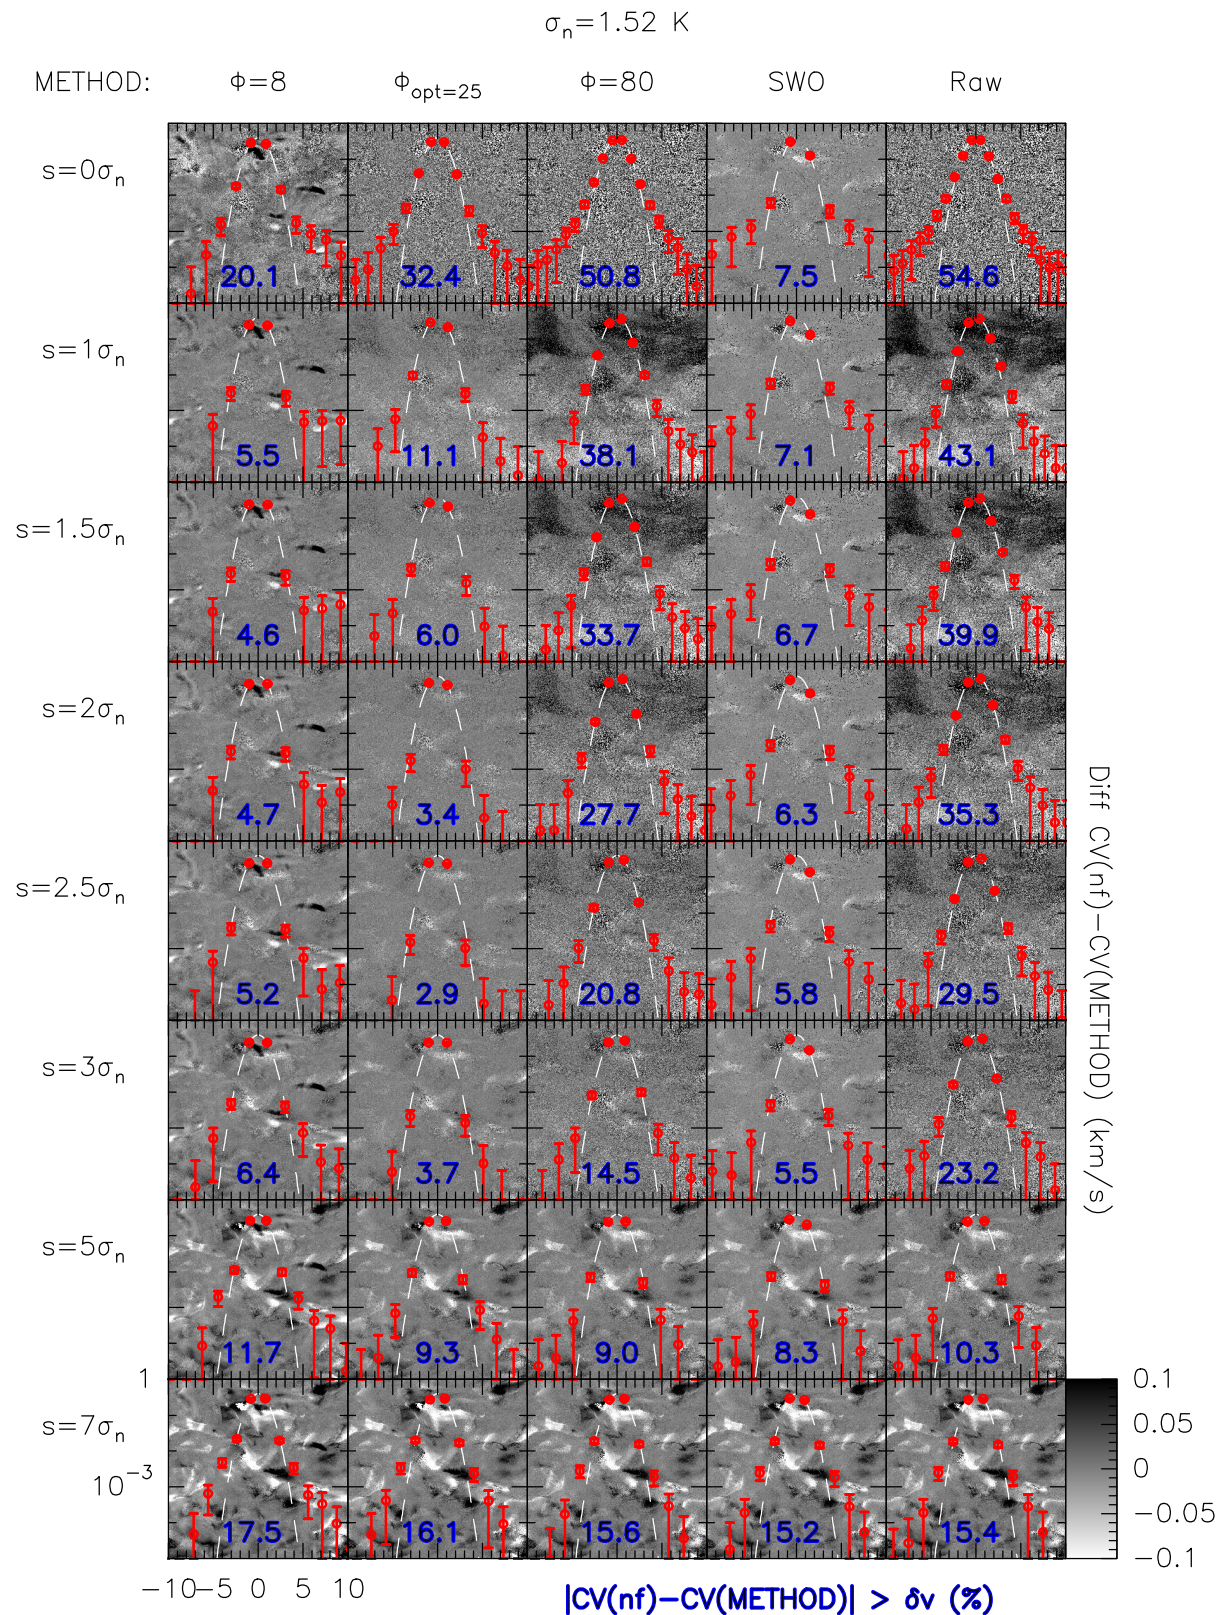 σn=1.52 K
METHOD: Φ=8 Φopt=25 Φ=80 SWO Raw
s=0σn 20.1 32.4 50.8 7.5 54.6
s=1σn 5.5 11.1 38.1 7.1 43.1
s=1.5σn 4.6 6.0 33.7 6.7 39.9
s=2σn 4.7 3.4 27.7 6.3 35.3
s=2.5σn 5.2 2.9 20.8 5.8 29.5
s=3σn 6.4 3.7 14.5 5.5 23.2
s=5σn 11.7 9.3 9.0 8.3 10.3
s=7σn 17.5 16.1 15.6 15.2 15.4
1
10−3
−10 −5 0 5 10
|CV(nf)−CV(METHOD)| > δv (%)
Diff CV(nf)−CV(METHOD) (km/s)
0.1
0.05
0
−0.05
−0.1